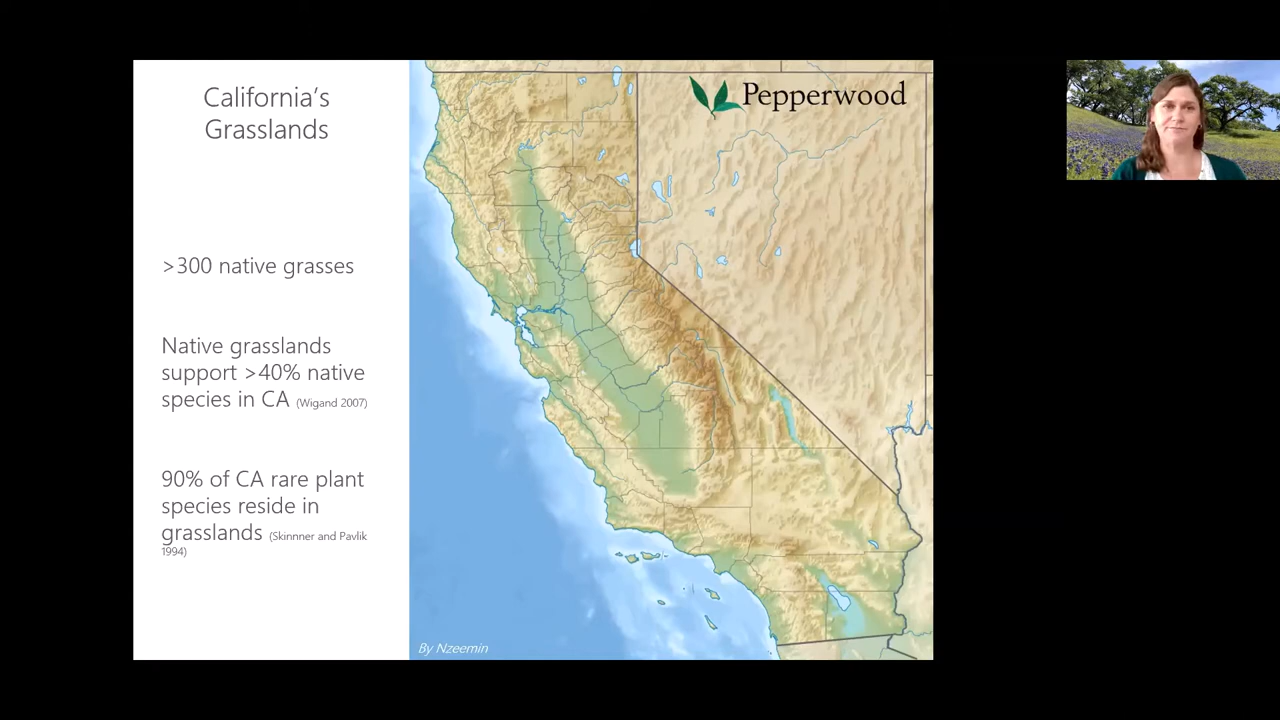 California's
Grasslands
>300 native grasses
Native grasslands
support >40% native
species in CA (Wigand 2007)
90% of CA rare plant
species reside in
grasslands (Skinnner and Pavlik
1994)
Pepperwood
By Nzeemin